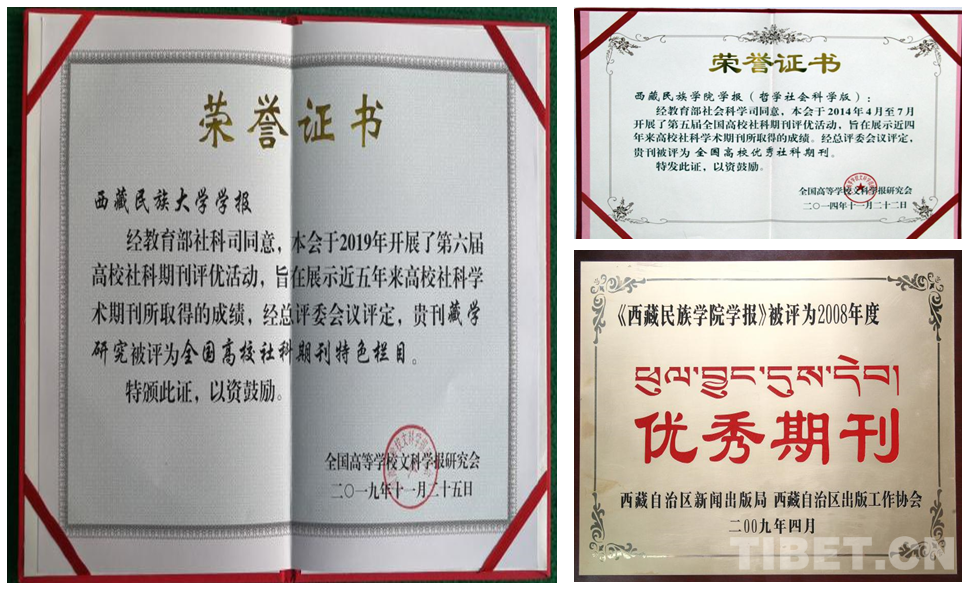 荣誉证书
西藏民族大学学报
经教育部社科司同意，本会于2019年开展了第六届
高校社科期刊评优活动，旨在展示近五年来高校社科学
术期刊所取得的成绩，经总评委会议评定，贵刊藏学
研究被评为全国高校社科期刊特色栏目。
特颁此证，以资鼓励。
全国高等学校文科学报研究会
二〇一九年十一月二十五日
荣誉证书
西藏民族学院学报（哲学社会科学版）：
经教育部社会科学司同意，本会于2014年4月至7月
开展了第五届全国高校社科期刊评优活动，旨在展示近四
年来高校社科学术期刊所取得的成绩。经总评委会议评定，
贵刊被评为 全国高校优秀社科期刊。
特发此证，以资鼓励。
全国高等学校文科学报研究会
二〇一四年十一月二十二日
《西藏民族学院学报》被评为2008年度
ཕུལ་བྱུང་དུས་དེབ།
优秀期刊
西藏自治区新闻出版局 西藏自治区出版工作协会
二00九年四月
TIBET.CN